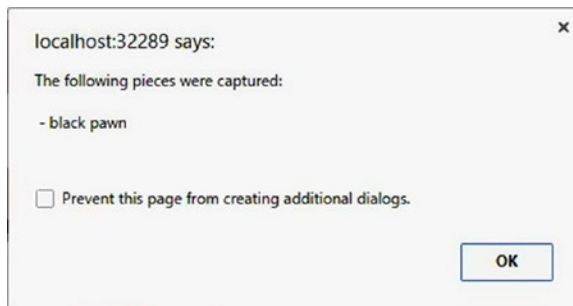 localhost:32289 says:
The following pieces were captured:
- black pawn
Prevent this page from creating additional dialogs.
OK